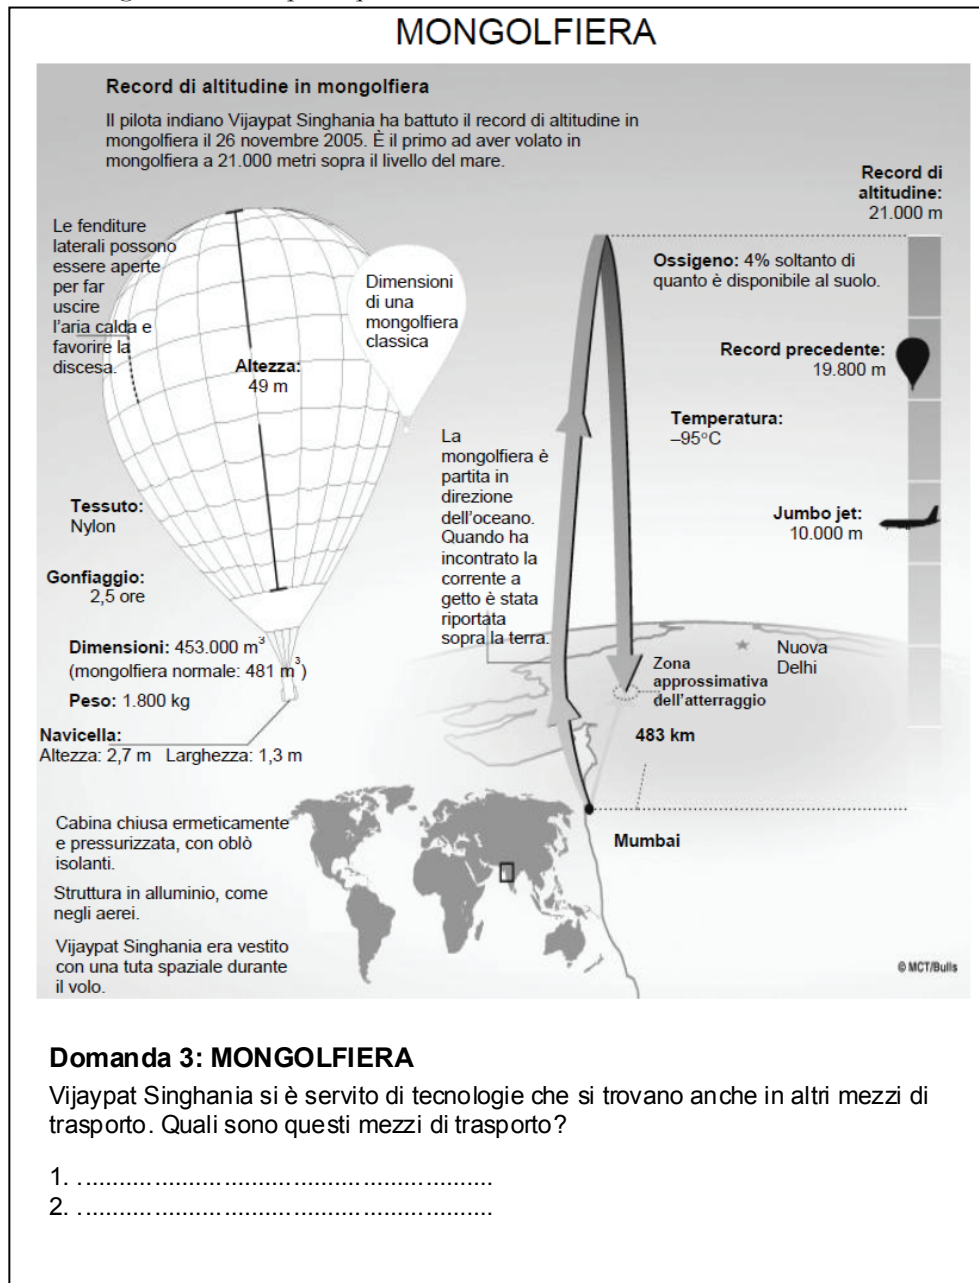 MONGOLFIERA
Record di altitudine in mongolfiera
Il pilota indiano Vijaypat Singhania ha battuto il record di altitudine in
mongolfiera il 26 novembre 2005. È il primo ad aver volato in
mongolfiera a 21.000 metri sopra il livello del mare.
Le fenditure
laterali possono
essere aperte
per far
uscire
l'aria calda e
favorire la
discesa.
Dimensioni
di una
mongolfiera
classica
Altezza:
49 m
Tessuto:
Nylon
Gonfiaggio:
2,5 ore
Dimensioni: 453.000 m³
(mongolfiera normale: 481 m³)
Peso: 1.800 kg
Navicella:
Altezza: 2,7 m Larghezza: 1,3 m
La
mongolfiera è
partita in
direzione
dell'oceano.
Quando ha
incontrato la
corrente a
getto è stata
riportata
sopra la terra.
Record di
altitudine:
21.000 m
Ossigeno: 4% soltanto di
quanto è disponibile al suolo.
Record precedente:
19.800 m
Temperatura:
–95°C
Jumbo jet:
10.000 m
Nuova
Delhi
Zona
approssimativa
dell'atterraggio
483 km
Mumbai
Cabina chiusa ermeticamente
e pressurizzata, con oblò
isolanti.
Struttura in alluminio, come
negli aerei.
Vijaypat Singhania era vestito
con una tuta spaziale durante
il volo.
© MCT/Bulls
Domanda 3: MONGOLFIERA
Vijaypat Singhania si è servito di tecnologie che si trovano anche in altri mezzi di
trasporto. Quali sono questi mezzi di trasporto?
1. ..................................................
2. ..................................................